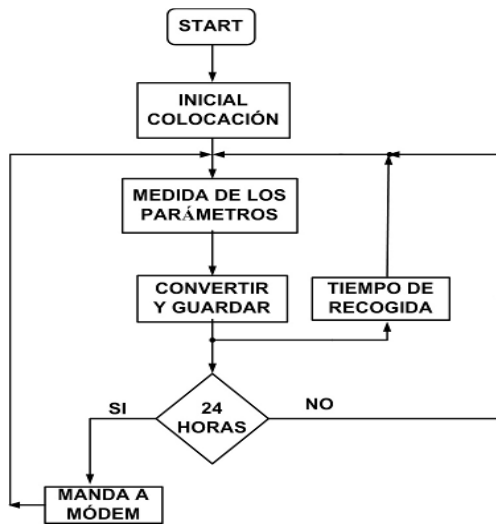 START
INICIAL
COLOCACIÓN
MEDIDA DE LOS
PARÁMETROS
CONVERTIR
Y GUARDAR
TIEMPO DE
RECOGIDA
24
HORAS
SI
NO
MANDA A
MÓDEM